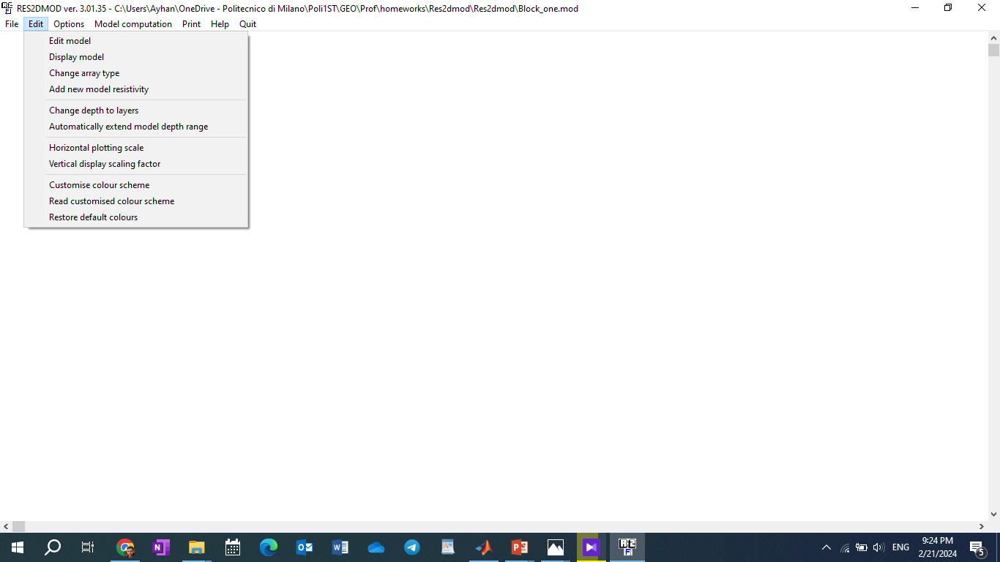 RES2DMOD ver. 3.01.35 - C:\Users\Ayhan\OneDrive - Politecnico di Milano\Poli1ST\GEO\Prof\homeworks\Res2dmod\Res2dmod\Block_one.mod
File Edit Options Model computation Print Help Quit
Edit model
Display model
Change array type
Add new model resistivity
Change depth to layers
Automatically extend model depth range
Horizontal plotting scale
Vertical display scaling factor
Customise colour scheme
Read customised colour scheme
Restore default colours
ENG
9:24 PM
2/21/2024
5